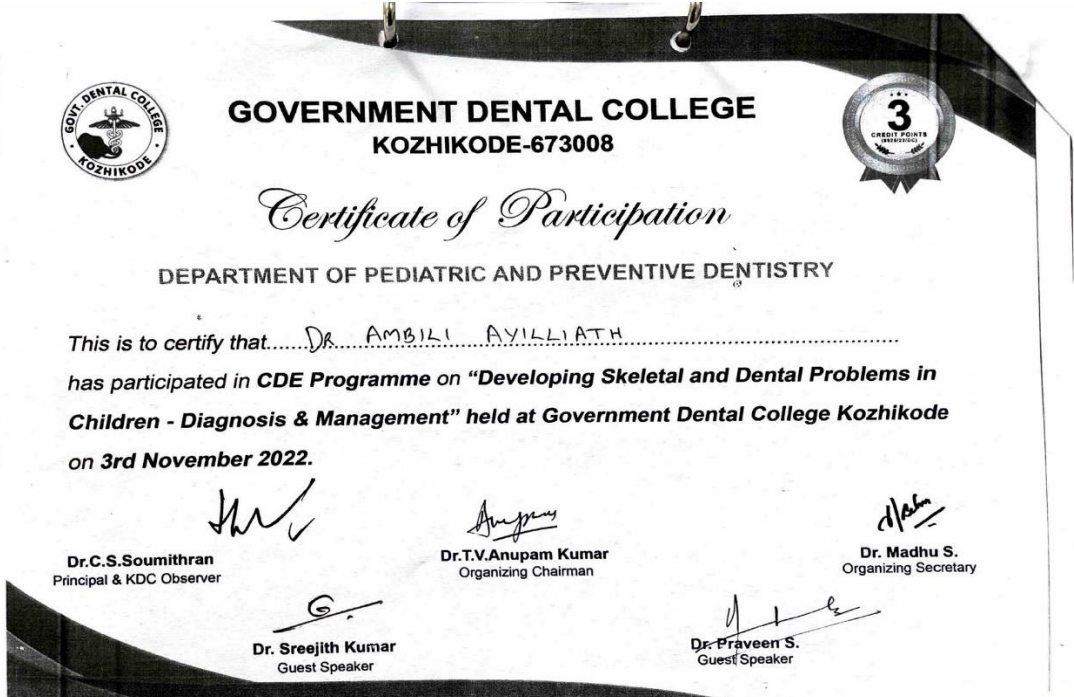 GOVT. DENTAL COLLEGE
KOZHIKODE
GOVERNMENT DENTAL COLLEGE
KOZHIKODE-673008
3
CREDIT POINTS
Certificate of Participation
DEPARTMENT OF PEDIATRIC AND PREVENTIVE DENTISTRY
This is to certify that......DR AMBILI AYILLIATH......
has participated in CDE Programme on “Developing Skeletal and Dental Problems in
Children - Diagnosis & Management” held at Government Dental College Kozhikode
on 3rd November 2022.
Dr.C.S.Soumithran
Principal & KDC Observer
Dr.T.V.Anupam Kumar
Organizing Chairman
Dr. Madhu S.
Organizing Secretary
Dr. Sreejith Kumar
Guest Speaker
Dr. Praveen S.
Guest Speaker